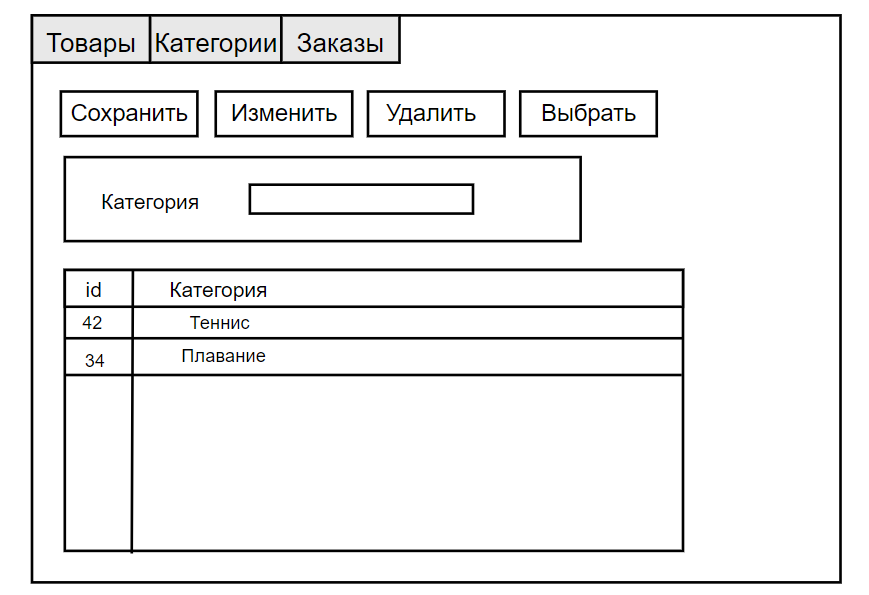 Товары Категории Заказы
Сохранить Изменить Удалить Выбрать
Категория
id Категория
42 Теннис
34 Плавание